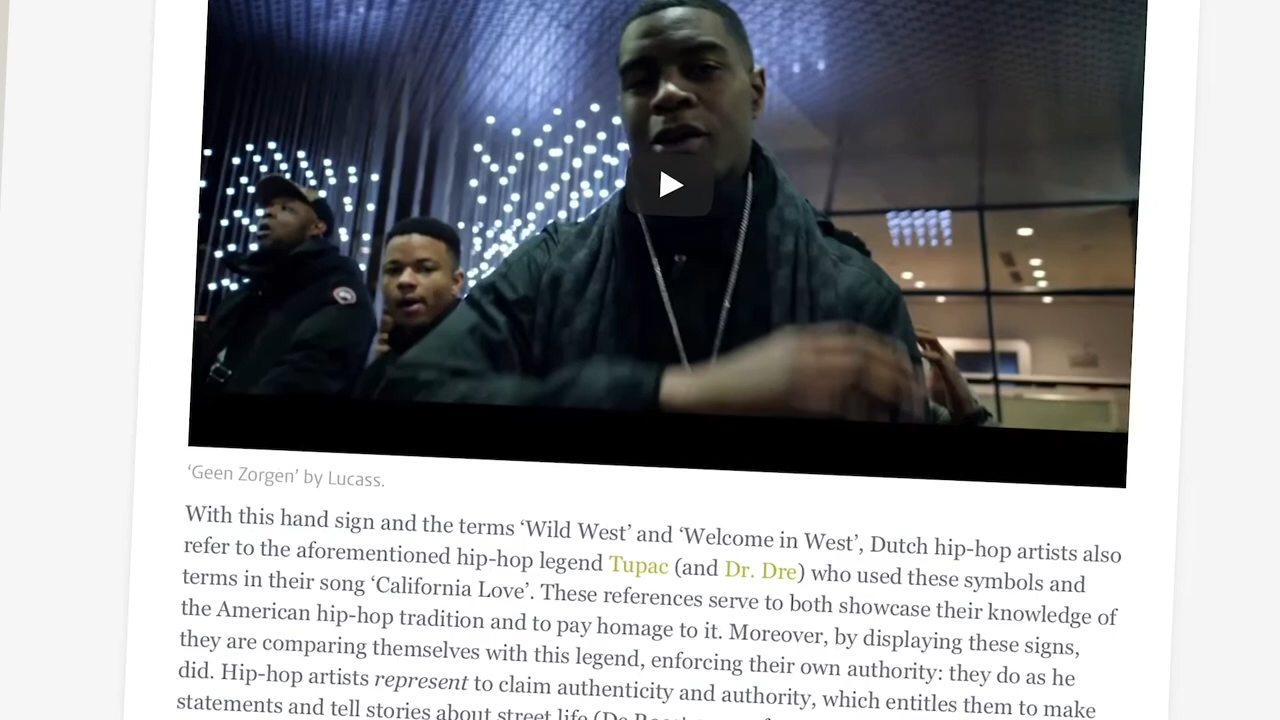 ‘Geen Zorgen’ by Lucass.
With this hand sign and the terms ‘Wild West’ and ‘Welcome in West’, Dutch hip-hop artists also
refer to the aforementioned hip-hop legend Tupac (and Dr. Dre) who used these symbols and
terms in their song ‘California Love’. These references serve to both showcase their knowledge of
the American hip-hop tradition and to pay homage to it. Moreover, by displaying these signs,
they are comparing themselves with this legend, enforcing their own authority: they do as he
did. Hip-hop artists represent to claim authenticity and authority, which entitles them to make
statements and tell stories about street life